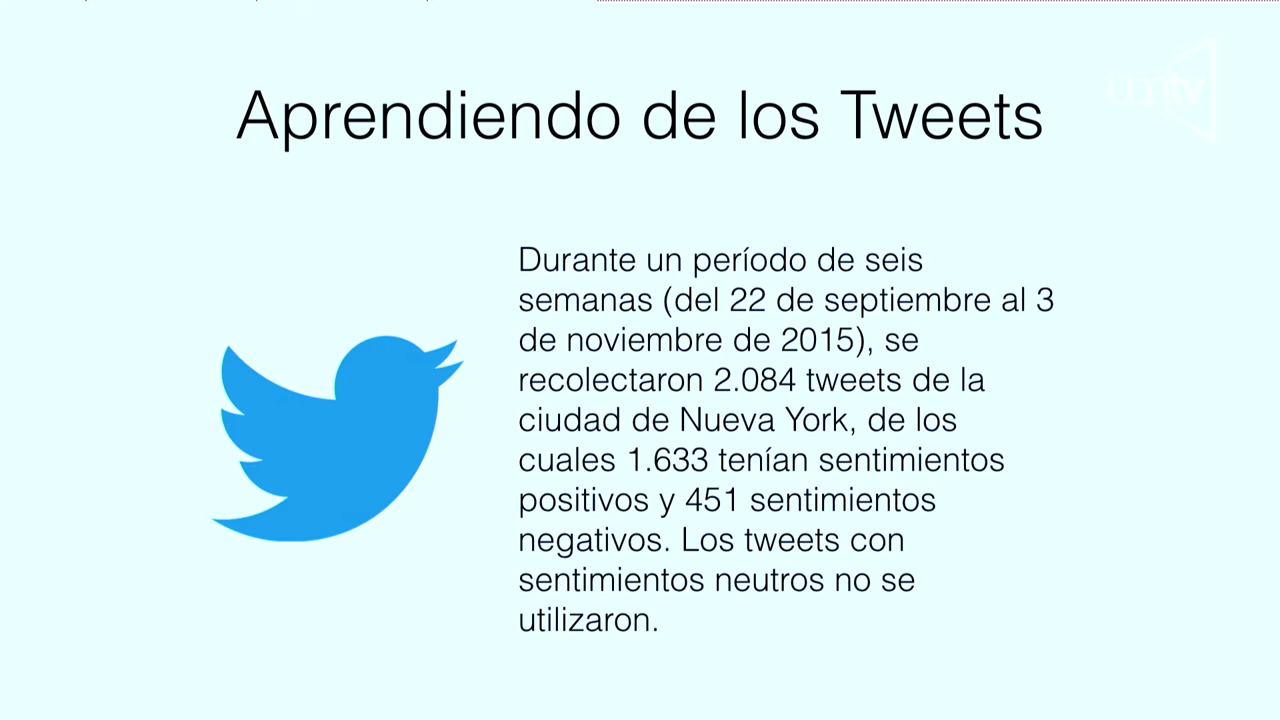 Aprendiendo de los Tweets
Durante un período de seis
semanas (del 22 de septiembre al 3
de noviembre de 2015), se
recolectaron 2.084 tweets de la
ciudad de Nueva York, de los
cuales 1.633 tenían sentimientos
positivos y 451 sentimientos
negativos. Los tweets con
sentimientos neutros no se
utilizaron.